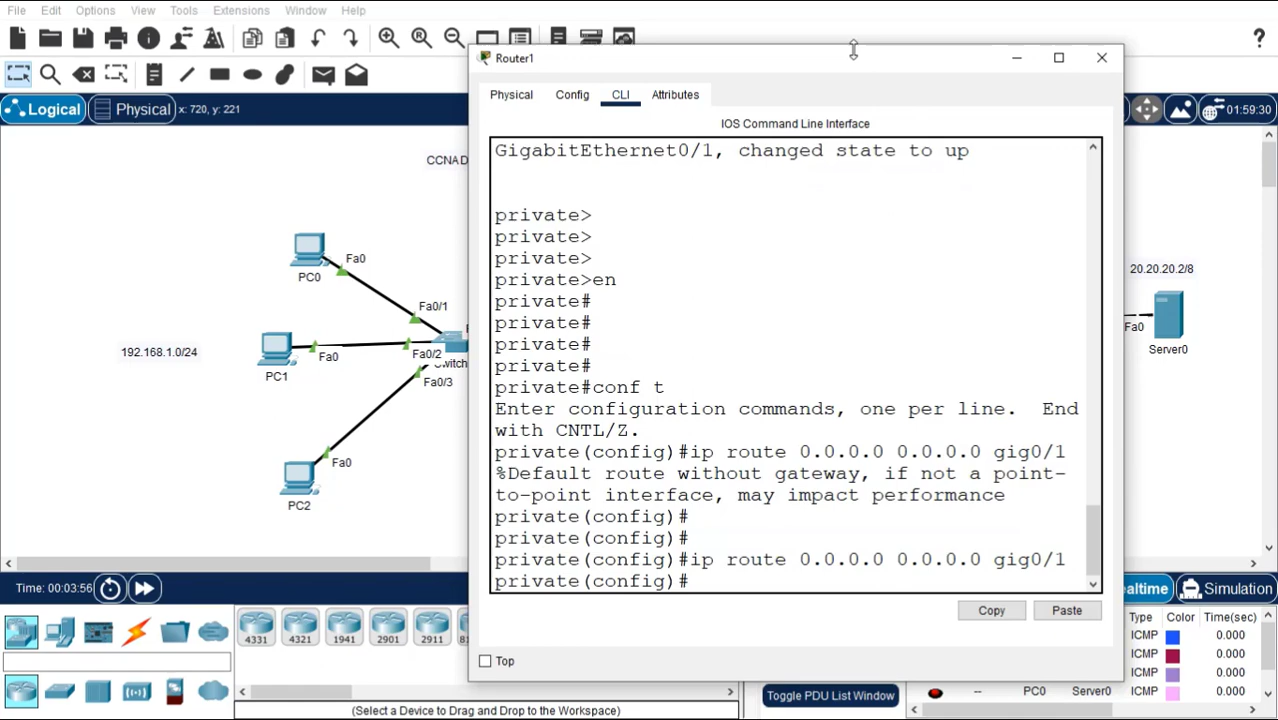 File Edit Options View Tools Extensions Window Help
?
Router1
Logical Physical x: 720, y: 221
01:59:30
Physical Config CLI Attributes
IOS Command Line Interface
CCNA D
GigabitEthernet0/1, changed state to up
private>
private>
private>
private>en
private#
private#
private#
private#
private#conf t
Enter configuration commands, one per line. End
with CNTL/Z.
private(config)#ip route 0.0.0.0 0.0.0.0 gig0/1
%Default route without gateway, if not a point-
to-point interface, may impact performance
private(config)#
private(config)#
private(config)#ip route 0.0.0.0 0.0.0.0 gig0/1
private(config)#
Copy Paste
Top
Fa0
PC0
Fa0/1
192.168.1.0/24
Fa0
Fa0/2
PC1
Switch
Fa0/3
Fa0
PC2
20.20.20.2/8
Fa0
Server0
Time: 00:03:56
ealtime Simulation
4331 4321 1941 2901 2911 8
(Select a Device to Drag and Drop to the Workspace)
Toggle PDU List Window
Type Color Time(sec)
ICMP 0.000
ICMP 0.000
ICMP 0.000
-- PC0 Server0 ICMP 0.000